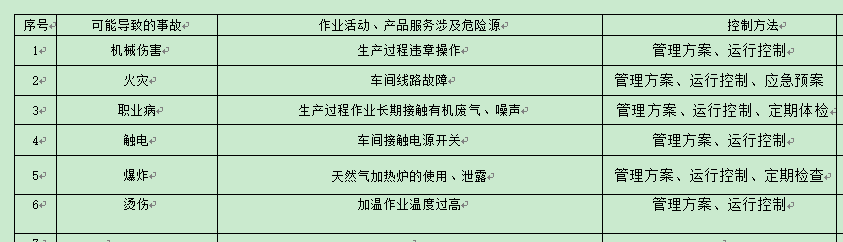 序号 可能导致的事故 作业活动、产品服务涉及危险源 控制方法
1 机械伤害 生产过程违章操作 管理方案、运行控制
2 火灾 车间线路故障 管理方案、运行控制、应急预案
3 职业病 生产过程作业长期接触有机废气、噪声 管理方案、运行控制、定期体检
4 触电 车间接触电源开关 管理方案、运行控制
5 爆炸 天然气加热炉的使用、泄露 管理方案、运行控制、定期检查
6 烫伤 加温作业温度过高 管理方案、运行控制